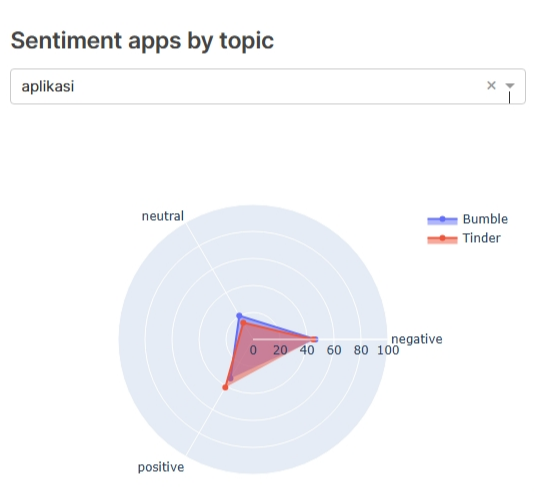 Sentiment apps by topic
aplikasi
neutral
Bumble
Tinder
negative
0 20 40 60 80 100
positive